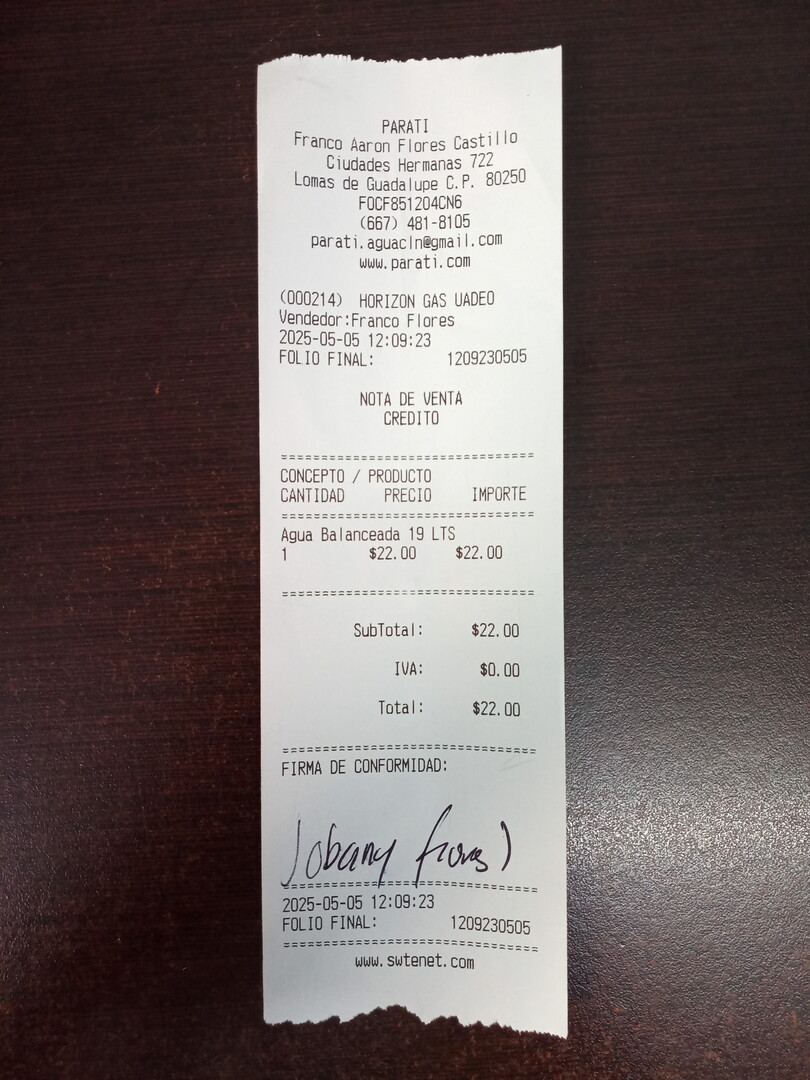 PARATI
Franco Aaron Flores Castillo
Ciudades Hermanas 722
Lomas de Guadalupe C.P. 80250
FOCF851204CN6
(667) 481-8105
parati.aguacln@gmail.com
www.parati.com
(000214) HORIZON GAS UADEO
Vendedor:Franco Flores
2025-05-05 12:09:23
FOLIO FINAL: 1209230505
NOTA DE VENTA
CREDITO
================================
CONCEPTO / PRODUCTO
CANTIDAD PRECIO IMPORTE
================================
Agua Balanceada 19 LTS
1 $22.00 $22.00
================================
SubTotal: $22.00
IVA: $0.00
Total: $22.00
================================
FIRMA DE CONFORMIDAD:
================================
2025-05-05 12:09:23
FOLIO FINAL: 1209230505
================================
www.swtenet.com